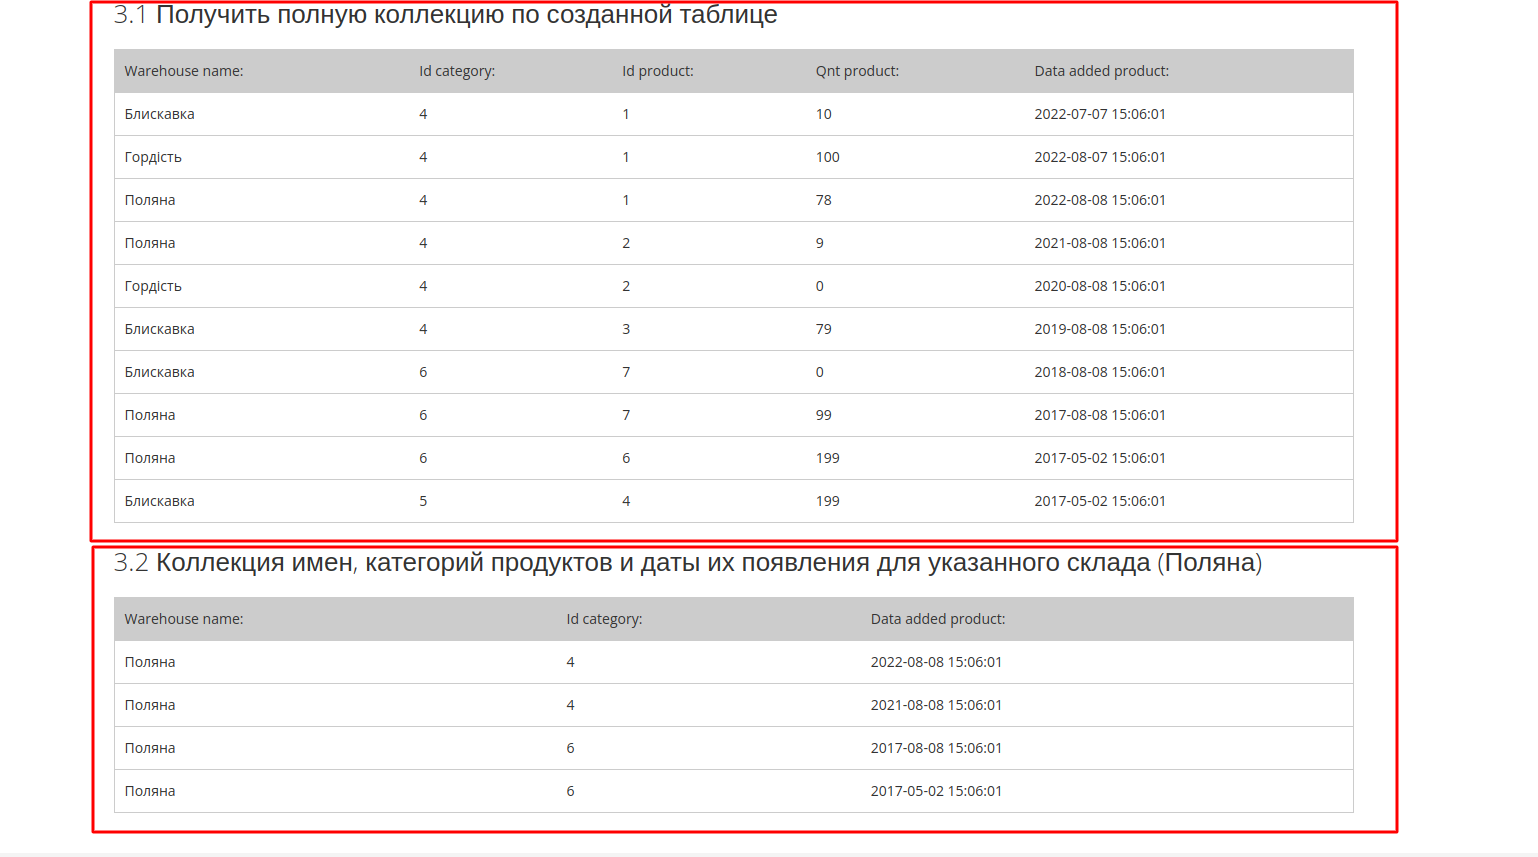 3.1 Получить полную коллекцию по созданной таблице
Warehouse name: Id category: Id product: Qnt product: Data added product:
Блискавка 4 1 10 2022-07-07 15:06:01
Гордість 4 1 100 2022-08-07 15:06:01
Поляна 4 1 78 2022-08-08 15:06:01
Поляна 4 2 9 2021-08-08 15:06:01
Гордість 4 2 0 2020-08-08 15:06:01
Блискавка 4 3 79 2019-08-08 15:06:01
Блискавка 6 7 0 2018-08-08 15:06:01
Поляна 6 7 99 2017-08-08 15:06:01
Поляна 6 6 199 2017-05-02 15:06:01
Блискавка 5 4 199 2017-05-02 15:06:01
3.2 Коллекция имен, категорий продуктов и даты их появления для указанного склада (Поляна)
Warehouse name: Id category: Data added product:
Поляна 4 2022-08-08 15:06:01
Поляна 4 2021-08-08 15:06:01
Поляна 6 2017-08-08 15:06:01
Поляна 6 2017-05-02 15:06:01